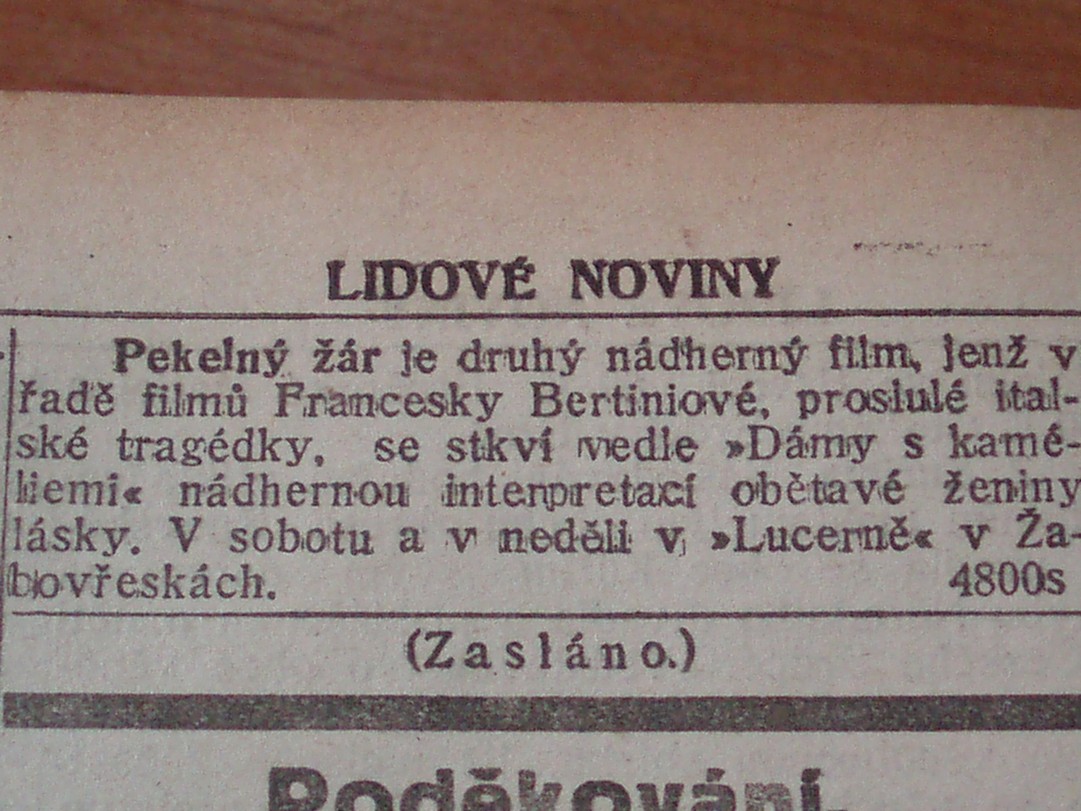 LIDOVÉ NOVINY
Pekelný žár je druhý nádherný film, jenž v
řadě filmů Francesky Bertiniové, proslulé ital-
ské tragédky, se stkví vedle »Dámy s kamé-
liemi« nádhernou interpretací obětavé ženiny
lásky. V sobotu a v neděli v »Lucerně« v Ža-
bovřeskách. 4800s
(Zasláno.)
Poděkování.